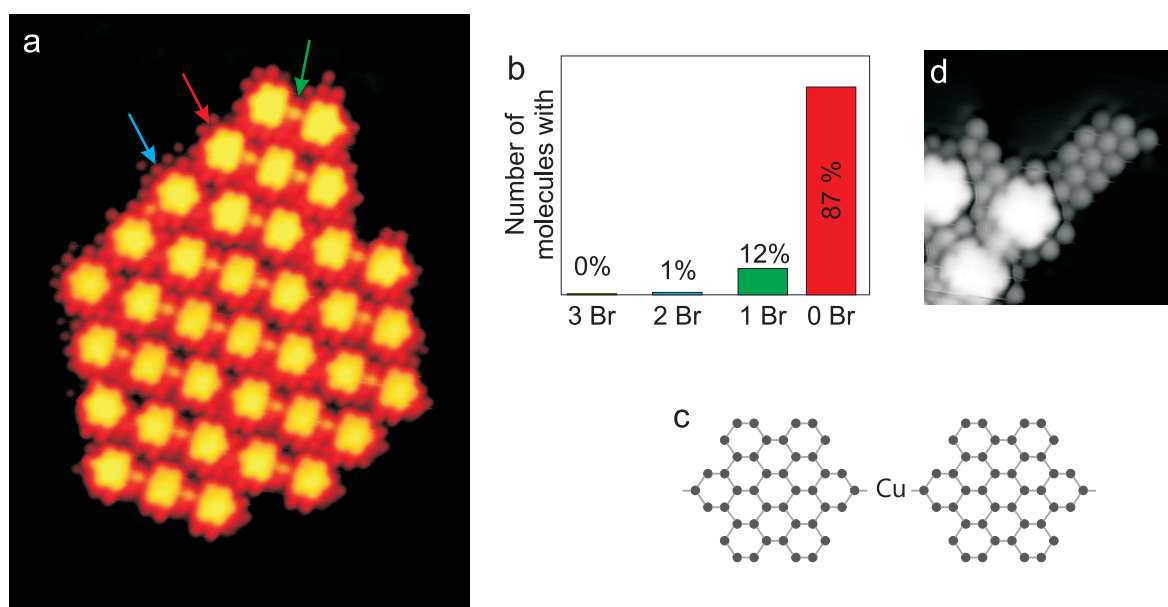 a
b
Number of
molecules with
0%
1%
12%
87 %
3 Br
2 Br
1 Br
0 Br
c
Cu
d